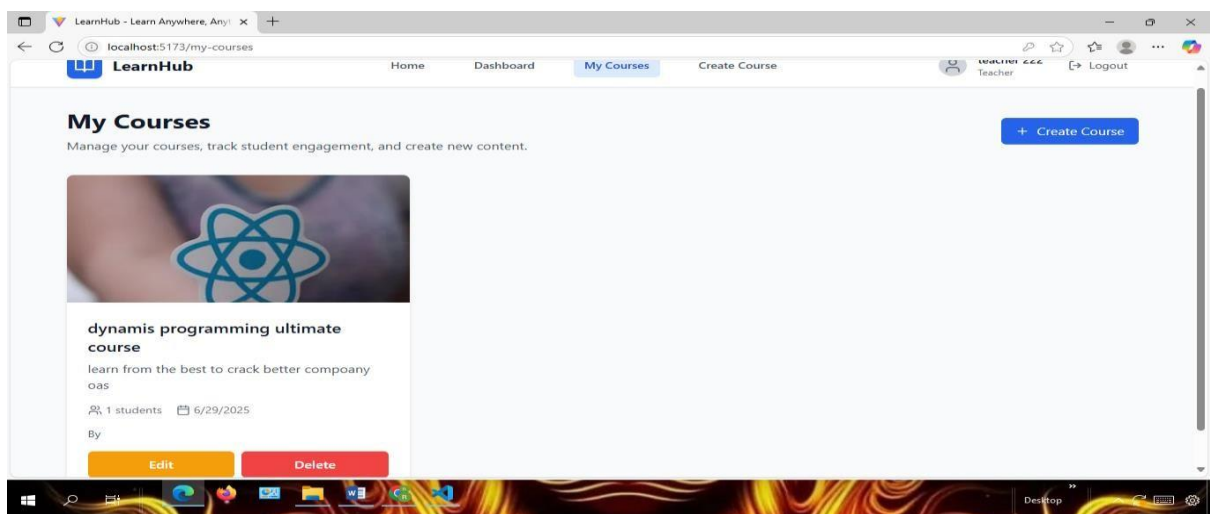 LearnHub - Learn Anywhere, Any
localhost:5173/my-courses
LearnHub
Home
Dashboard
My Courses
Create Course
teacher 222
Teacher
Logout
My Courses
+ Create Course
Manage your courses, track student engagement, and create new content.
dynamis programming ultimate
course
learn from the best to crack better compoany
oas
1 students
6/29/2025
By
Edit
Delete
Desktop